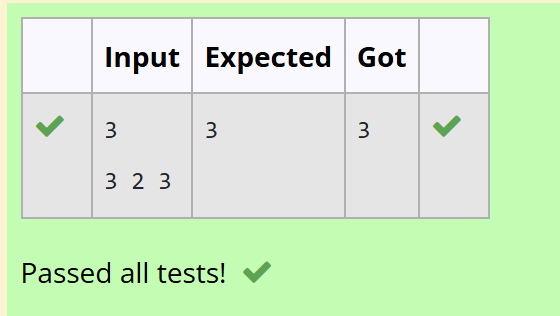 Input Expected Got
3 3 3
3 2 3
Passed all tests!